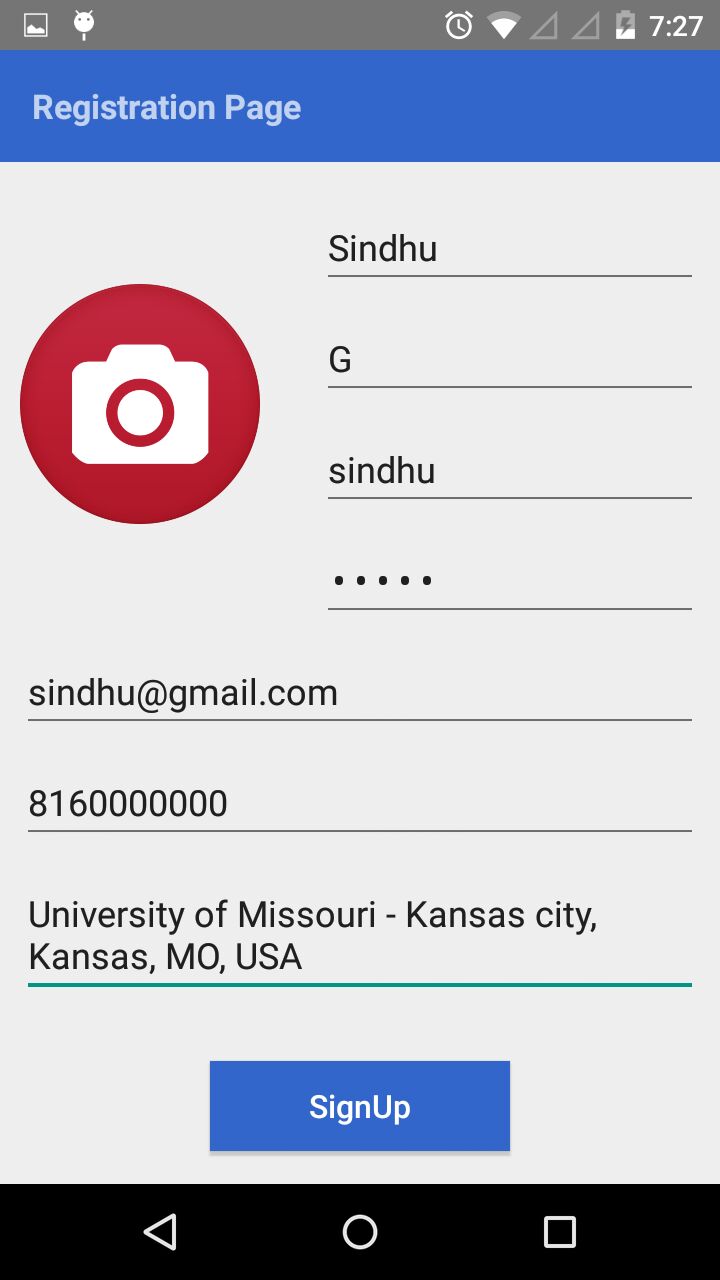 7:27
Registration Page
Sindhu
G
sindhu
•••••
sindhu@gmail.com
8160000000
University of Missouri - Kansas city,
Kansas, MO, USA
SignUp